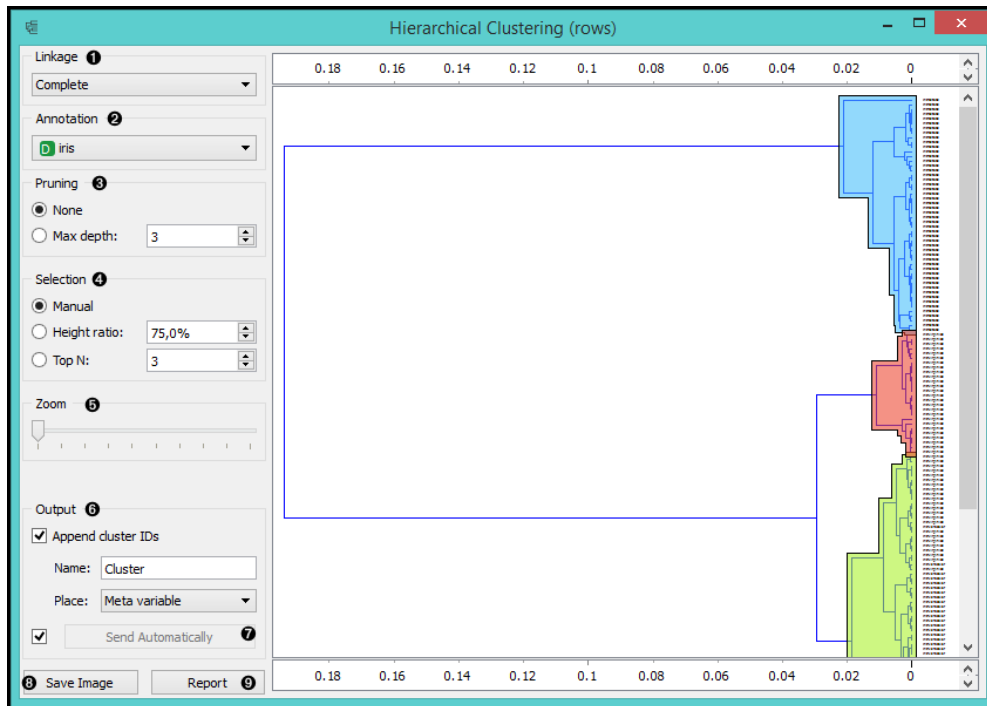 Hierarchical Clustering (rows)
Linkage ❶
Complete
Annotation ❷
D iris
Pruning ❸
None
Max depth: 3
Selection ❹
Manual
Height ratio: 75,0%
Top N: 3
Zoom ❺
Output ❻
Append cluster IDs
Name: Cluster
Place: Meta variable
Send Automatically ❼
❽ Save Image
Report ❾
0.18 0.16 0.14 0.12 0.1 0.08 0.06 0.04 0.02 0
0.18 0.16 0.14 0.12 0.1 0.08 0.06 0.04 0.02 0